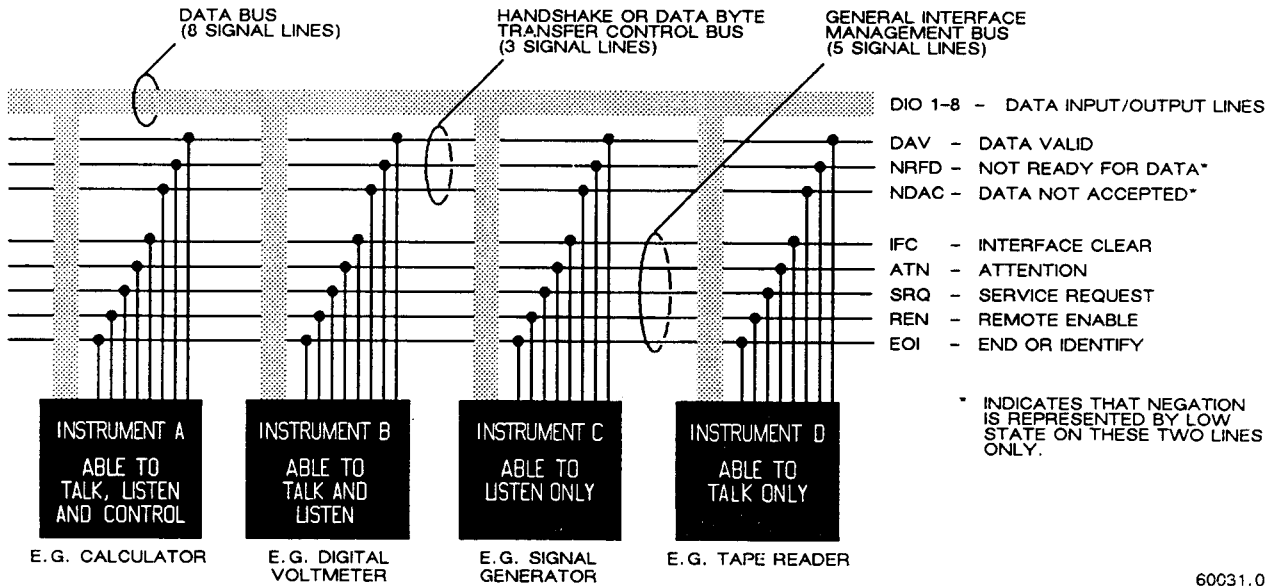 DATA BUS
(8 SIGNAL LINES)
HANDSHAKE OR DATA BYTE
TRANSFER CONTROL BUS
(3 SIGNAL LINES)
GENERAL INTERFACE
MANAGEMENT BUS
(5 SIGNAL LINES)
DIO 1-8 - DATA INPUT/OUTPUT LINES
DAV - DATA VALID
NRFD - NOT READY FOR DATA*
NDAC - DATA NOT ACCEPTED*
IFC - INTERFACE CLEAR
ATN - ATTENTION
SRQ - SERVICE REQUEST
REN - REMOTE ENABLE
EOI - END OR IDENTIFY
* INDICATES THAT NEGATION
IS REPRESENTED BY LOW
STATE ON THESE TWO LINES
ONLY.
INSTRUMENT A
ABLE TO
TALK, LISTEN
AND CONTROL
E.G. CALCULATOR
INSTRUMENT B
ABLE TO
TALK AND
LISTEN
E.G. DIGITAL
VOLTMETER
INSTRUMENT C
ABLE TO
LISTEN ONLY
E.G. SIGNAL
GENERATOR
INSTRUMENT D
ABLE TO
TALK ONLY
E.G. TAPE READER
60031.0